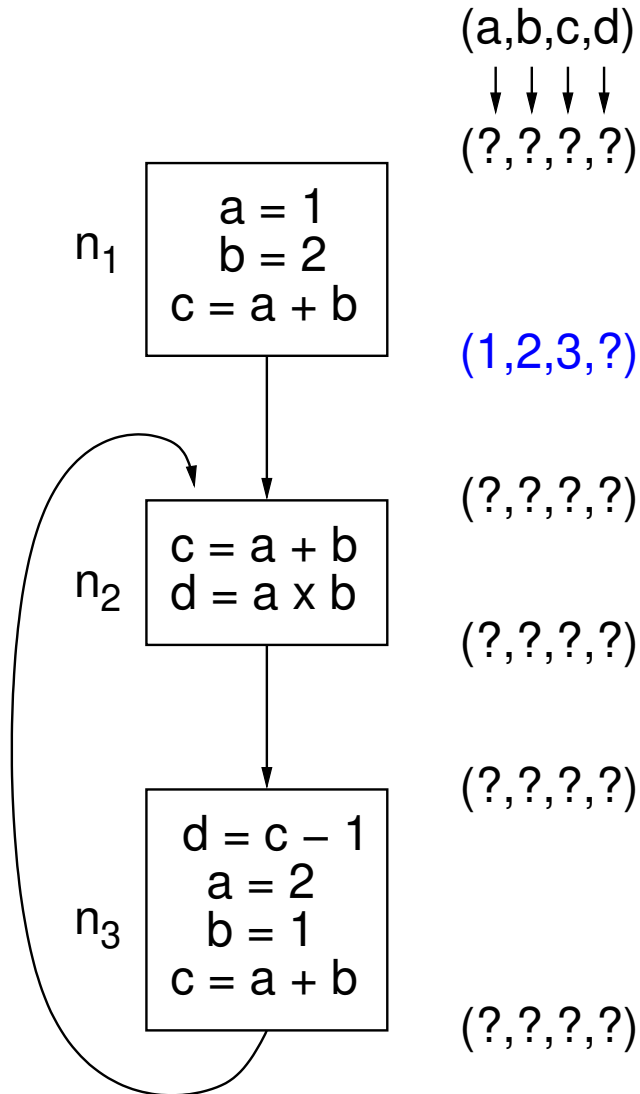 (a,b,c,d)
(?,?,?,?)
n1
a = 1
b = 2
c = a + b
(1,2,3,?)
(?,?,?,?)
n2
c = a + b
d = a x b
(?,?,?,?)
(?,?,?,?)
n3
d = c – 1
a = 2
b = 1
c = a + b
(?,?,?,?)